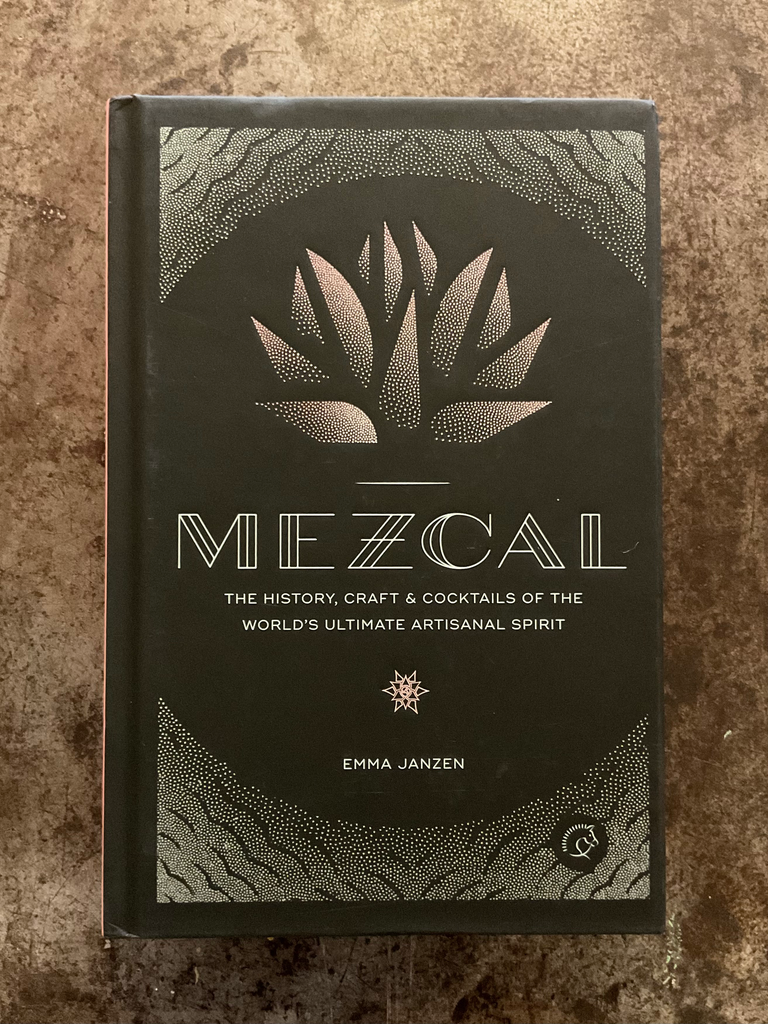 MEZCAL
THE HISTORY, CRAFT & COCKTAILS OF THE
WORLD'S ULTIMATE ARTISANAL SPIRIT
EMMA JANZEN